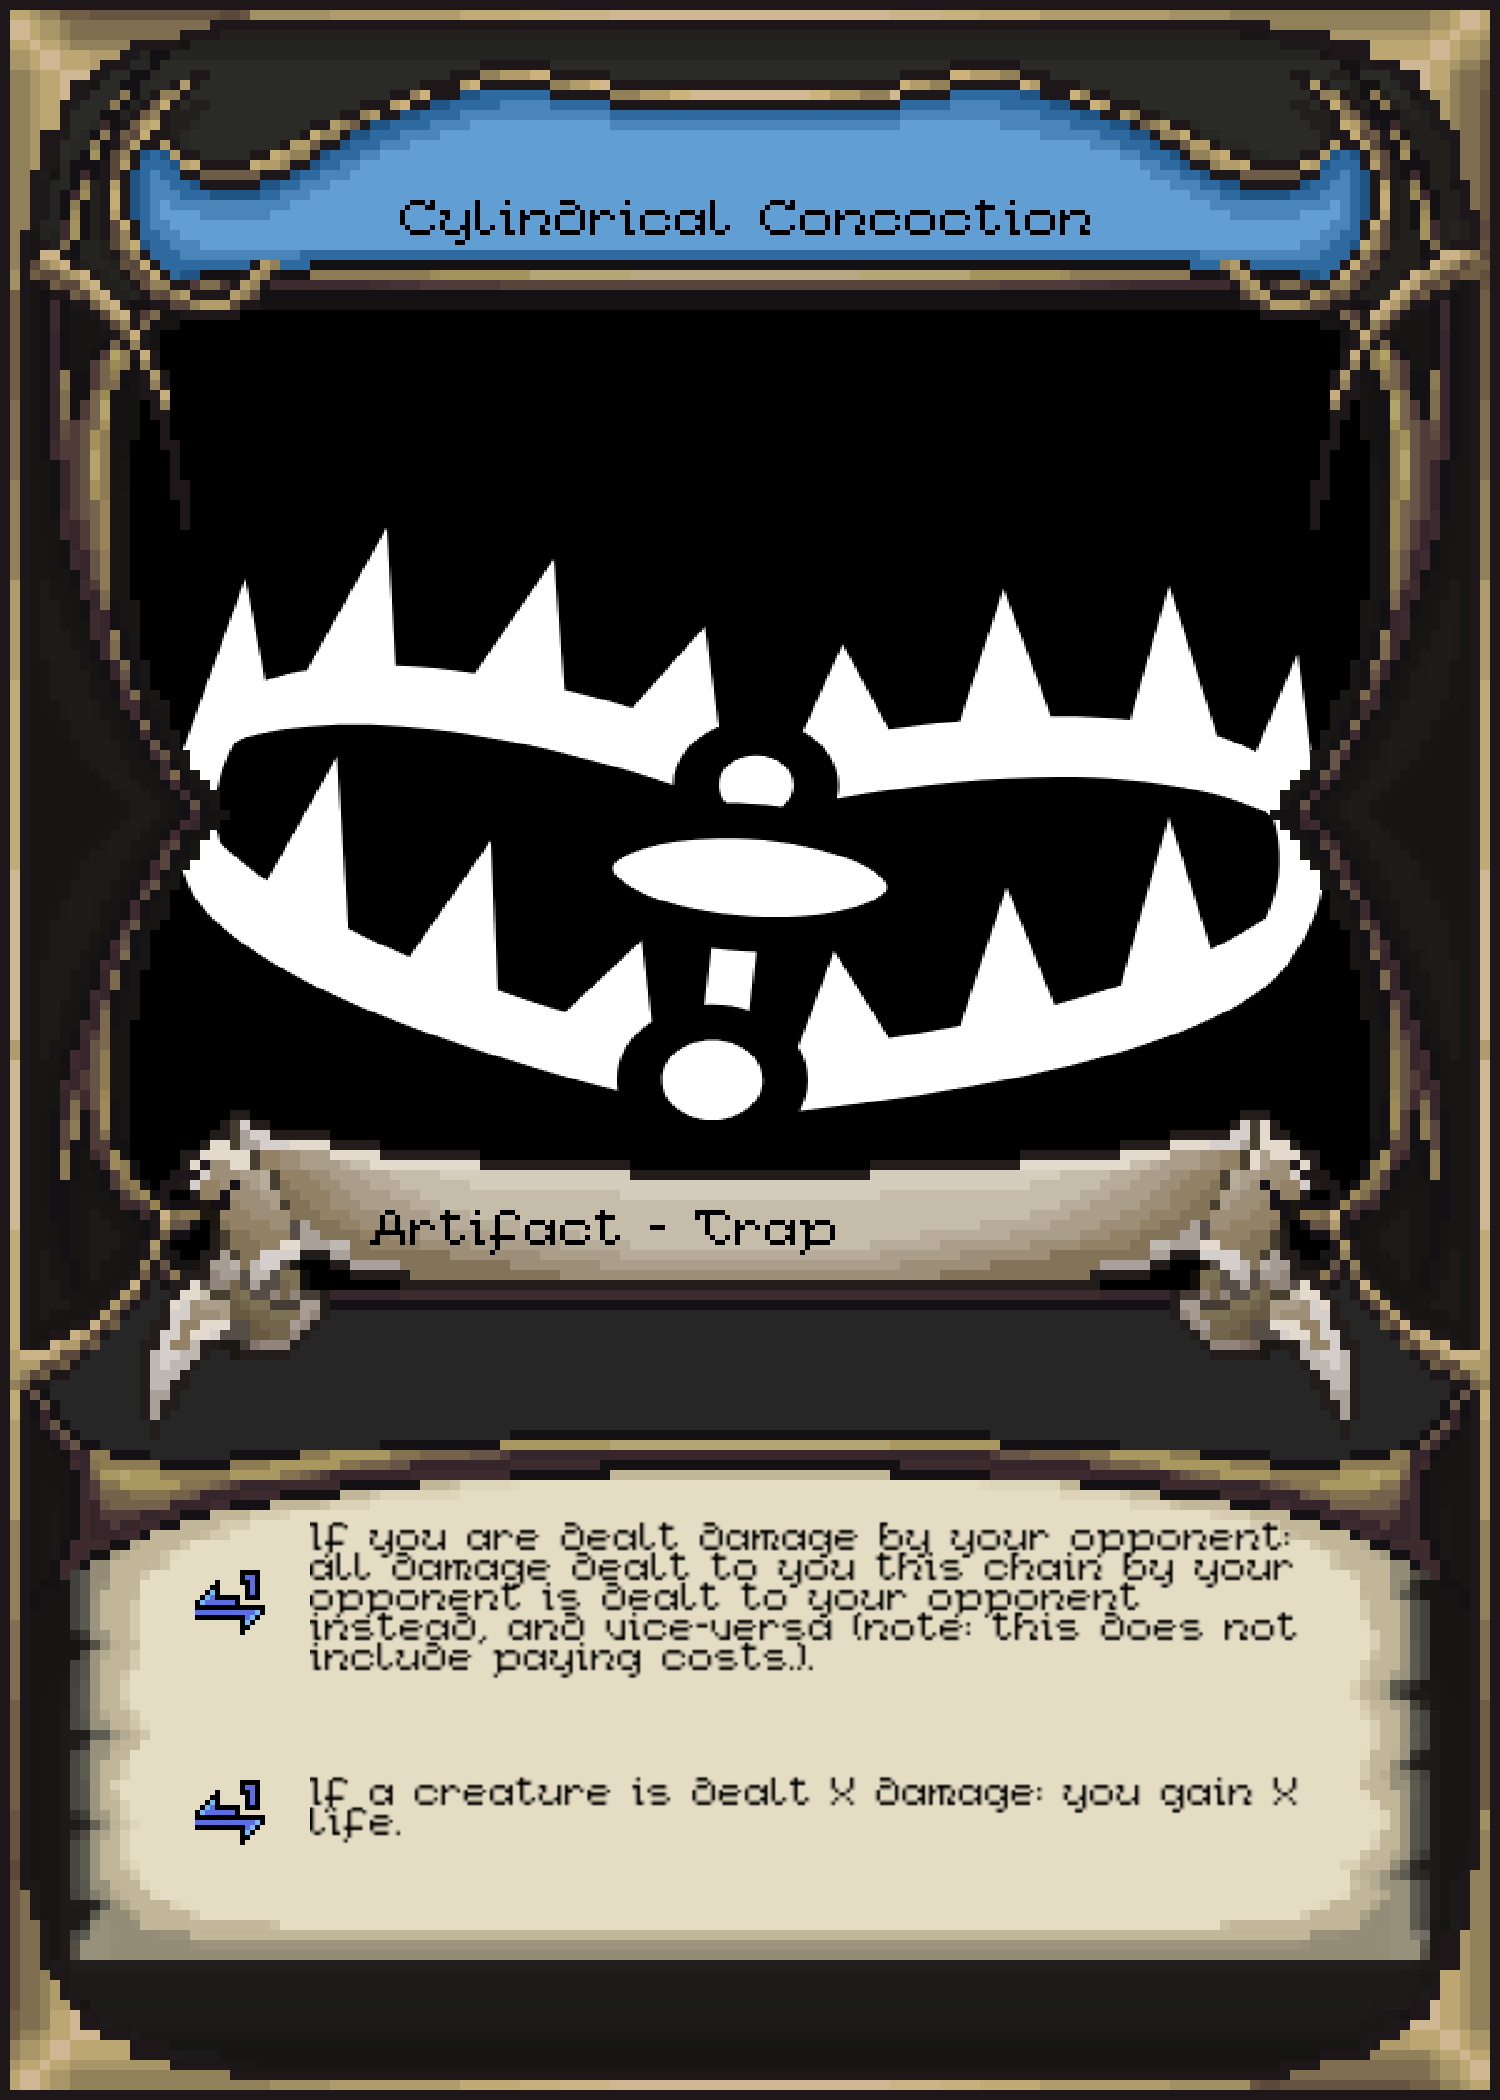 Cylindrical Concoction
Artifact - Trap
If you are dealt damage by your opponent:
all damage dealt to you this chain by your
opponent is dealt to your opponent
instead, and vice-versa (note: this does not
include paying costs.).
1
If a creature is dealt X damage: you gain X
life.
1